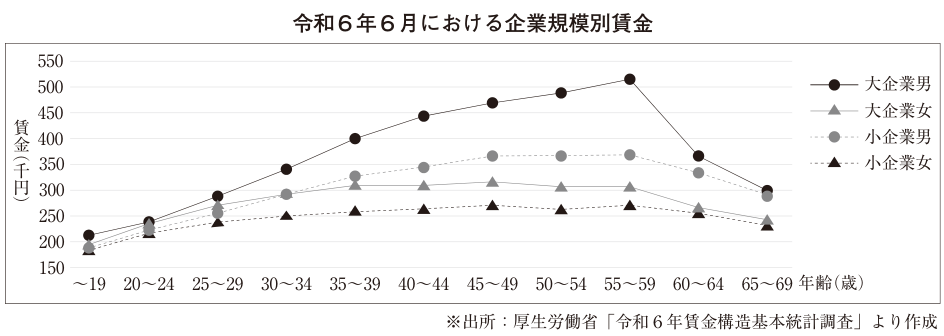 令和6年6月における企業規模別賃金
賃金(千円)
550
500
450
400
350
300
250
200
150
～19 20～24 25～29 30～34 35～39 40～44 45～49 50～54 55～59 60～64 65～69 年齢(歳)
大企業男
大企業女
小企業男
小企業女
※出所：厚生労働省「令和6年賃金構造基本統計調査」より作成